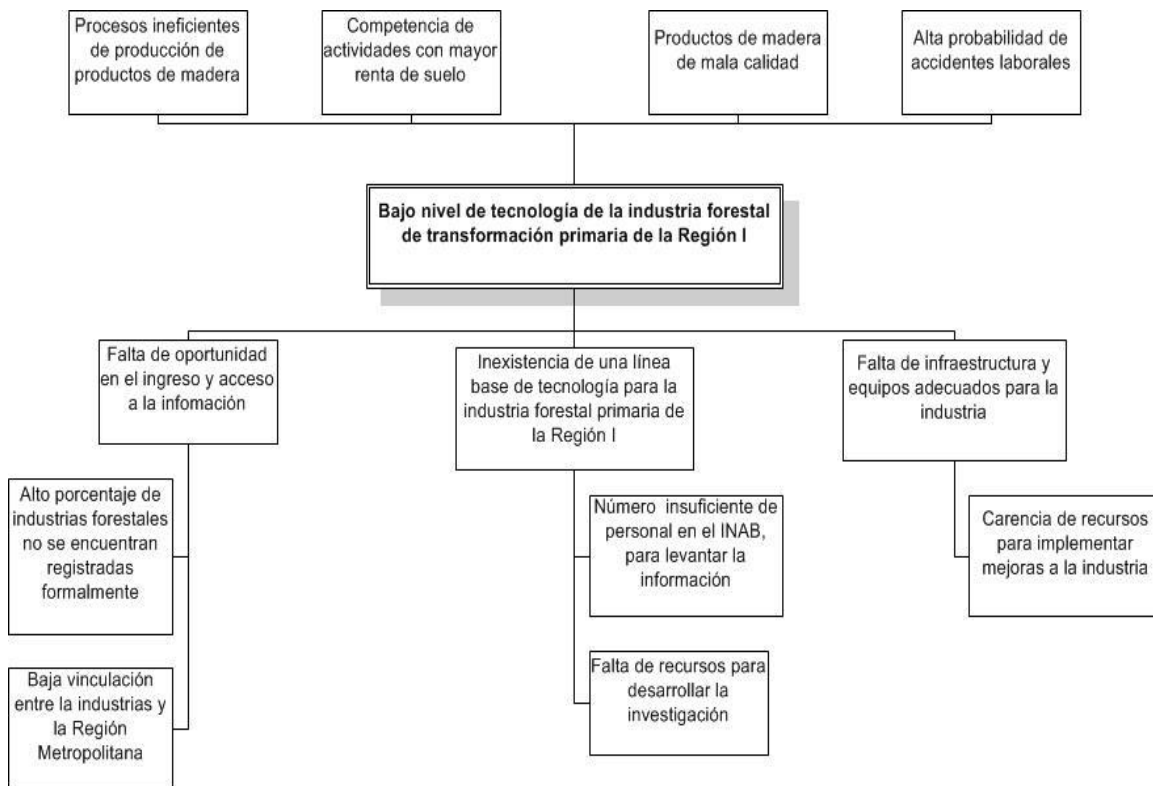 Procesos ineficientes
de producción de
productos de madera
Competencia de
actividades con mayor
renta de suelo
Productos de madera
de mala calidad
Alta probabilidad de
accidentes laborales
Bajo nivel de tecnología de la industria forestal
de transformación primaria de la Región I
Falta de oportunidad
en el ingreso y acceso
a la infomación
Inexistencia de una línea
base de tecnología para la
industria forestal primaria de
la Región I
Falta de infraestructura y
equipos adecuados para la
industria
Alto porcentaje de
industrias forestales
no se encuentran
registradas
formalmente
Número insuficiente de
personal en el INAB,
para levantar la
información
Carencia de recursos
para implementar
mejoras a la industria
Baja vinculación
entre la industrias y
la Región
Metropolitana
Falta de recursos para
desarrollar la
investigación